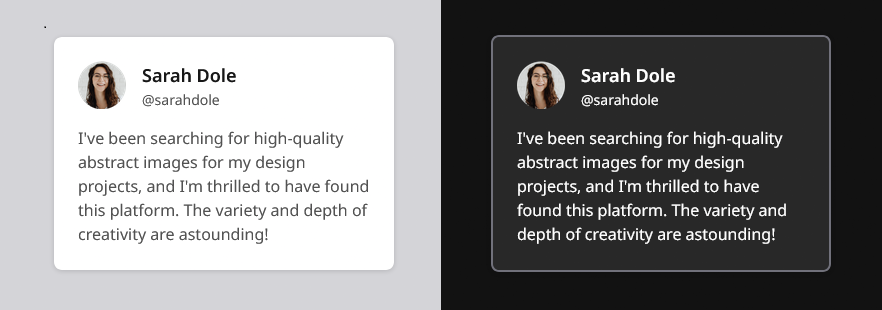 .
Sarah Dole
@sarahdole
I've been searching for high-quality
abstract images for my design
projects, and I'm thrilled to have found
this platform. The variety and depth of
creativity are astounding!
Sarah Dole
@sarahdole
I've been searching for high-quality
abstract images for my design
projects, and I'm thrilled to have
found this platform. The variety and
depth of creativity are astounding!